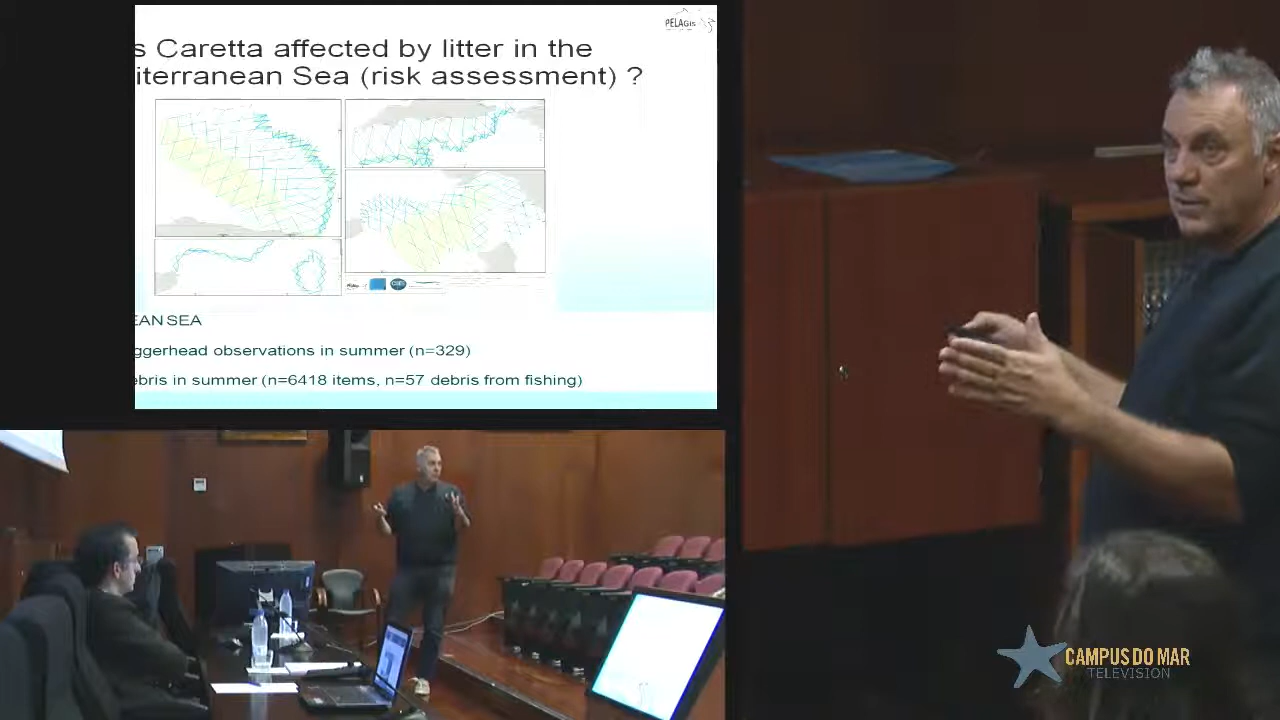 PELAGIS
s Caretta affected by litter in the
iterranean Sea (risk assessment) ?
EAN SEA
ggerhead observations in summer (n=329)
ebris in summer (n=6418 items, n=57 debris from fishing)
CAMPUS DO MAR
TELEVISION